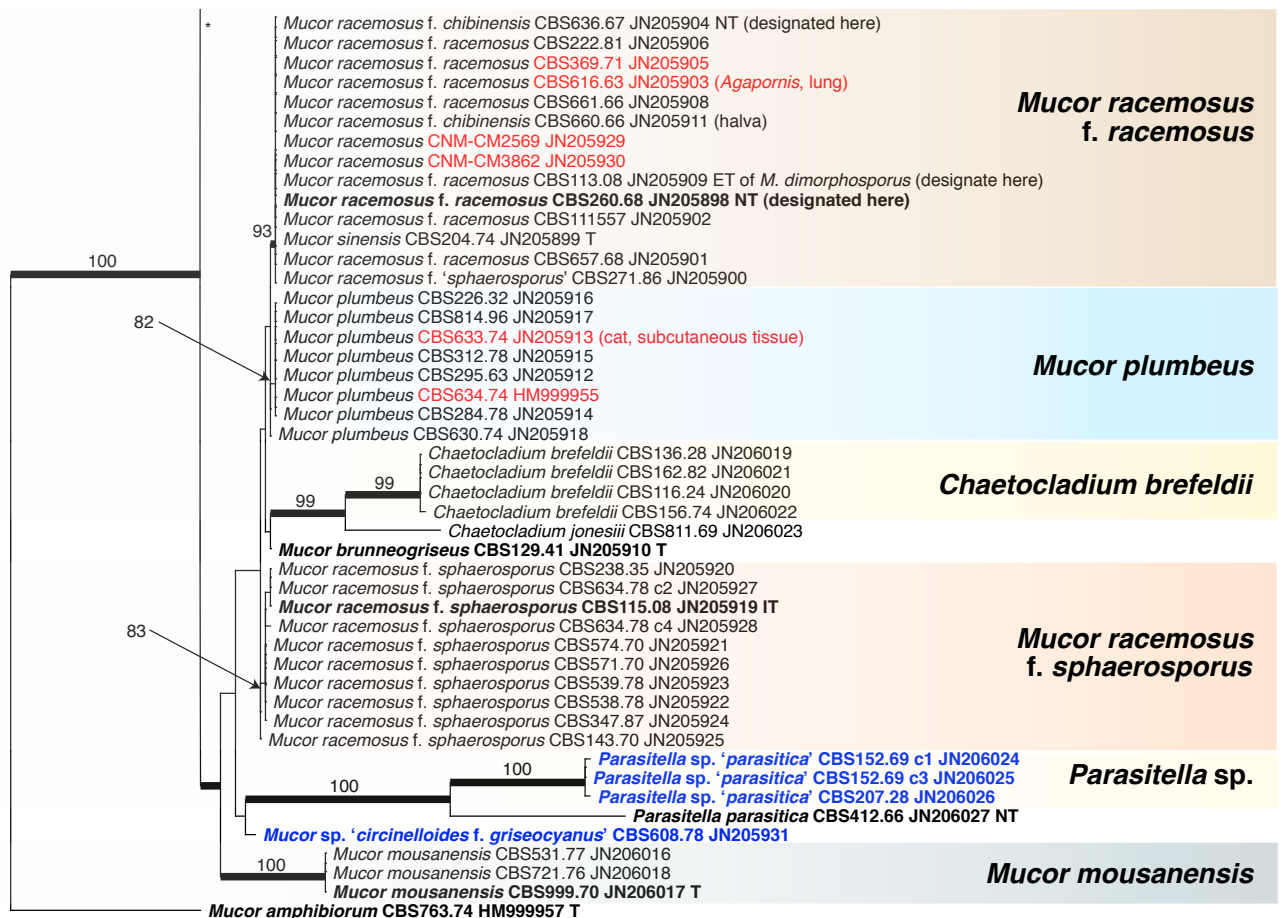 *
Mucor racemosus f. chibinensis CBS636.67 JN205904 NT (designated here)
Mucor racemosus f. racemosus CBS222.81 JN205906
Mucor racemosus f. racemosus CBS369.71 JN205905
Mucor racemosus f. racemosus CBS616.63 JN205903 (Agapornis, lung)
Mucor racemosus f. racemosus CBS661.66 JN205908
Mucor racemosus f. chibinensis CBS660.66 JN205911 (halva)
Mucor racemosus CNM-CM2569 JN205929
Mucor racemosus CNM-CM3862 JN205930
Mucor racemosus f. racemosus CBS113.08 JN205909 ET of M. dimorphosporus (designate here)
Mucor racemosus f. racemosus CBS260.68 JN205898 NT (designated here)
Mucor racemosus f. racemosus CBS111557 JN205902
Mucor sinensis CBS204.74 JN205899 T
Mucor racemosus f. racemosus CBS657.68 JN205901
Mucor racemosus f. ‘sphaerosporus’ CBS271.86 JN205900
Mucor racemosus
f. racemosus
93
100
Mucor plumbeus CBS226.32 JN205916
Mucor plumbeus CBS814.96 JN205917
Mucor plumbeus CBS633.74 JN205913 (cat, subcutaneous tissue)
Mucor plumbeus CBS312.78 JN205915
Mucor plumbeus CBS295.63 JN205912
Mucor plumbeus CBS634.74 HM999955
Mucor plumbeus CBS284.78 JN205914
Mucor plumbeus CBS630.74 JN205918
Mucor plumbeus
82
Chaetocladium brefeldii CBS136.28 JN206019
Chaetocladium brefeldii CBS162.82 JN206021
Chaetocladium brefeldii CBS116.24 JN206020
Chaetocladium brefeldii CBS156.74 JN206022
Chaetocladium brefeldii
99
99
Chaetocladium jonesiii CBS811.69 JN206023
Mucor brunneogriseus CBS129.41 JN205910 T
Mucor racemosus f. sphaerosporus CBS238.35 JN205920
Mucor racemosus f. sphaerosporus CBS634.78 c2 JN205927
Mucor racemosus f. sphaerosporus CBS115.08 JN205919 IT
Mucor racemosus f. sphaerosporus CBS634.78 c4 JN205928
Mucor racemosus f. sphaerosporus CBS574.70 JN205921
Mucor racemosus f. sphaerosporus CBS571.70 JN205926
Mucor racemosus f. sphaerosporus CBS539.78 JN205923
Mucor racemosus f. sphaerosporus CBS538.78 JN205922
Mucor racemosus f. sphaerosporus CBS347.87 JN205924
Mucor racemosus f. sphaerosporus CBS143.70 JN205925
Mucor racemosus
f. sphaerosporus
83
Parasitella sp. ‘parasitica’ CBS152.69 c1 JN206024
Parasitella sp. ‘parasitica’ CBS152.69 c3 JN206025
Parasitella sp. ‘parasitica’ CBS207.28 JN206026
Parasitella sp.
100
100
Parasitella parasitica CBS412.66 JN206027 NT
Mucor sp. ‘circinelloides f. griseocyanus’ CBS608.78 JN205931
Mucor mousanensis CBS531.77 JN206016
Mucor mousanensis CBS721.76 JN206018
Mucor mousanensis CBS999.70 JN206017 T
Mucor mousanensis
100
Mucor amphibiorum CBS763.74 HM999957 T